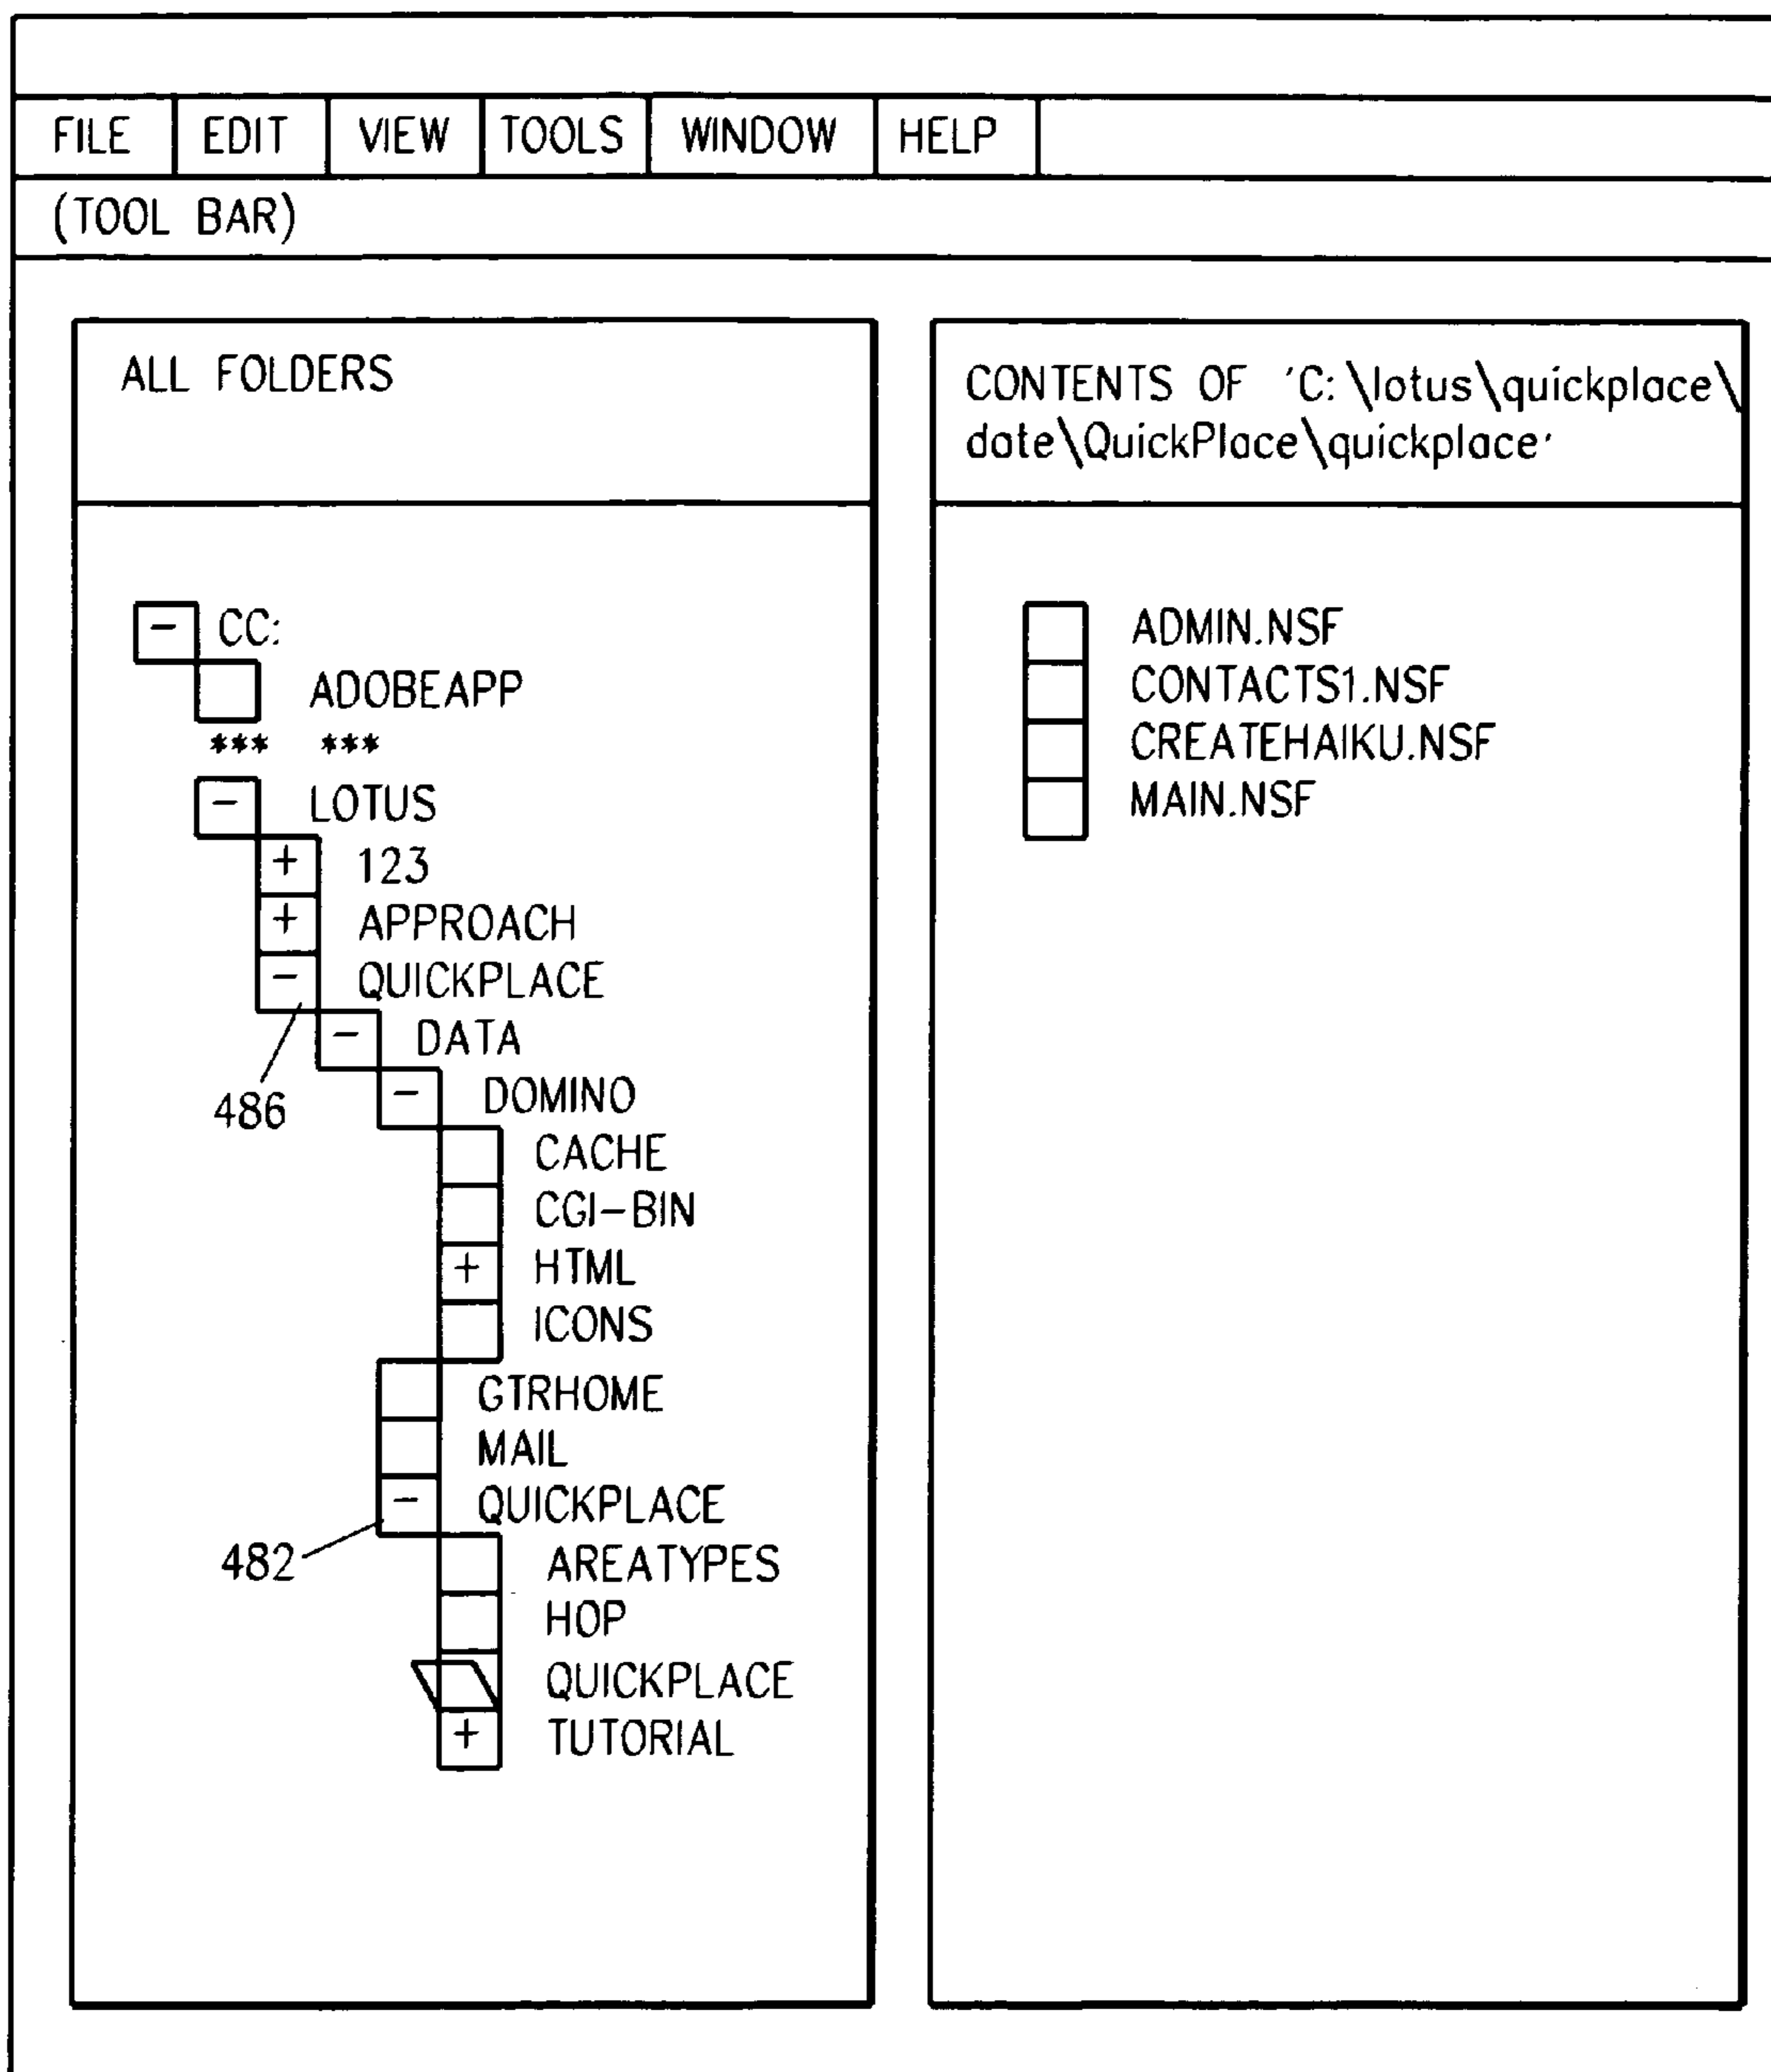 FILE EDIT VIEW TOOLS WINDOW HELP
(TOOL BAR)
ALL FOLDERS
- CC:
ADOBEAPP
*** ***
- LOTUS
+ 123
+ APPROACH
- QUICKPLACE
- DATA
486
- DOMINO
CACHE
CGI-BIN
+ HTML
ICONS
GTRHOME
MAIL
- QUICKPLACE
482
AREATYPES
HOP
QUICKPLACE
+ TUTORIAL
CONTENTS OF 'C:\lotus\quickplace\
date\QuickPlace\quickplace'
ADMIN.NSF
CONTACTS1.NSF
CREATEHAIKU.NSF
MAIN.NSF